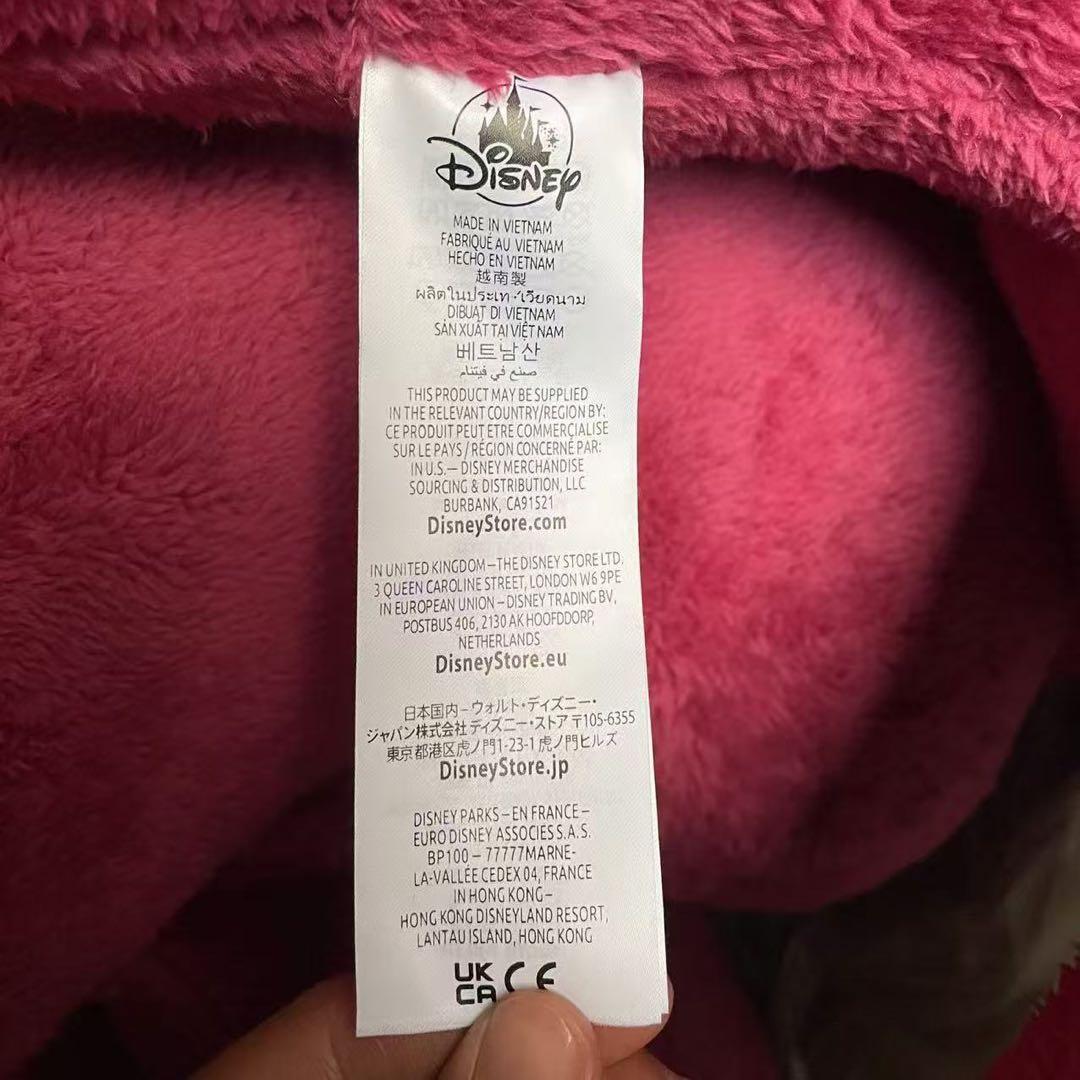 Disney
MADE IN VIETNAM
FABRIQUÉ AU VIETNAM
HECHO EN VIETNAM
越南製
ผลิตในประเทศเวียดนาม
DIBUAT DI VIETNAM
SẢN XUẤT TẠI VIỆT NAM
베트남산
صنع في فيتنام
THIS PRODUCT MAY BE SUPPLIED
IN THE RELEVANT COUNTRY/REGION BY:
CE PRODUIT PEUT ETRE COMMERCIALISE
SUR LE PAYS / RÉGION CONCERNÉ PAR:
IN U.S.— DISNEY MERCHANDISE
SOURCING & DISTRIBUTION, LLC
BURBANK, CA91521
DisneyStore.com
IN UNITED KINGDOM –THE DISNEY STORE LTD.
3 QUEEN CAROLINE STREET, LONDON W6 9PE
IN EUROPEAN UNION – DISNEY TRADING BV,
POSTBUS 406, 2130 AK HOOFDDORP,
NETHERLANDS
DisneyStore.eu
日本国内 – ウォルト・ディズニー・
ジャパン株式会社 ディズニー・ストア 〒105-6355
東京都港区虎ノ門1-23-1 虎ノ門ヒルズ
DisneyStore.jp
DISNEY PARKS – EN FRANCE –
EURO DISNEY ASSOCIES S.A.S.
BP100 – 77777MARNE-
LA-VALLÉE CEDEX 04, FRANCE
IN HONG KONG –
HONG KONG DISNEYLAND RESORT,
LANTAU ISLAND, HONG KONG
UK
CA CE